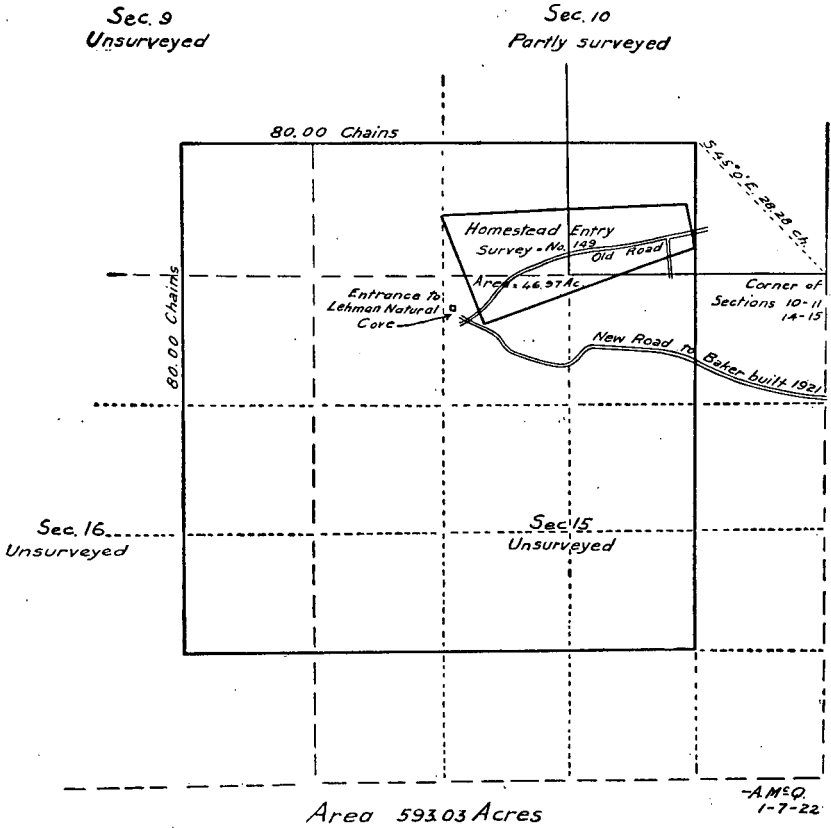 Sec. 9
Unsurveyed
Sec. 10
Partly surveyed
80.00 Chains
S. 45° 0' E. 28.28 ch.
Homestead Entry
Survey - No. 149
Old Road
Area = 46.97 Ac.
Entrance to
Lehman Natural
Cave
Corner of
Sections 10-11
14-15
80.00 Chains
New Road to Baker built 1921
Sec. 16
Unsurveyed
Sec. 15
Unsurveyed
-A. McQ.
1-7-22
Area 593.03 Acres